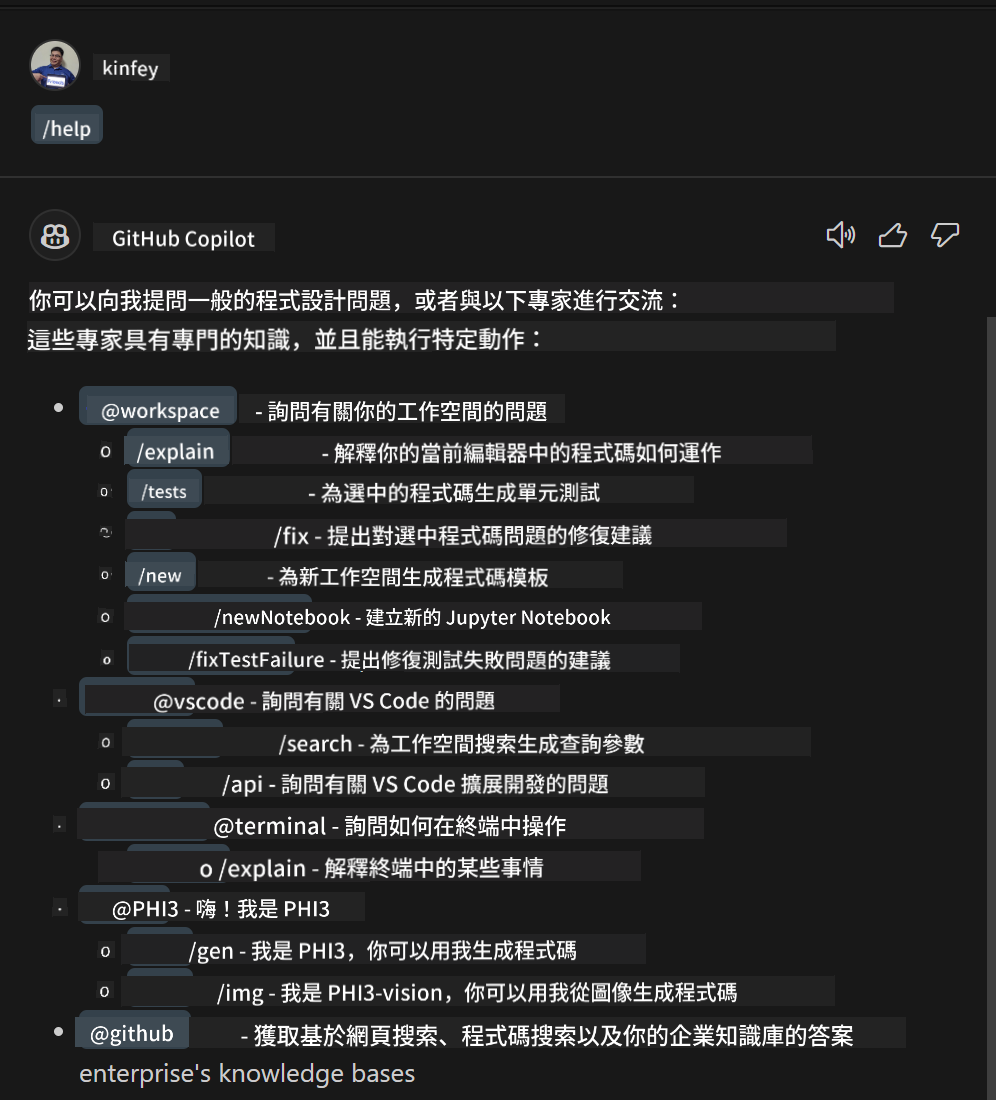 kinfey
/help
GitHub Copilot
你可以向我提問一般的程式設計問題，或者與以下專家進行交流：
這些專家具有專門的知識，並且能執行特定動作：
• @workspace - 詢問有關你的工作空間的問題
o /explain - 解釋你的當前編輯器中的程式碼如何運作
o /tests - 為選中的程式碼生成單元測試
/fix - 提出對選中程式碼問題的修復建議
o /new - 為新工作空間生成程式碼模板
o /newNotebook - 建立新的 Jupyter Notebook
o /fixTestFailure - 提出修復測試失敗問題的建議
· @vscode - 詢問有關 VS Code 的問題
o /search - 為工作空間搜索生成查詢參數
o /api - 詢問有關 VS Code 擴展開發的問題
· @terminal - 詢問如何在終端中操作
o /explain - 解釋終端中的某些事情
· @PHI3 - 嗨！我是 PHI3
o /gen - 我是 PHI3，你可以用我生成程式碼
o /img - 我是 PHI3-vision，你可以用我從圖像生成程式碼
• @github - 獲取基於網頁搜索、程式碼搜索以及你的企業知識庫的答案
enterprise's knowledge bases